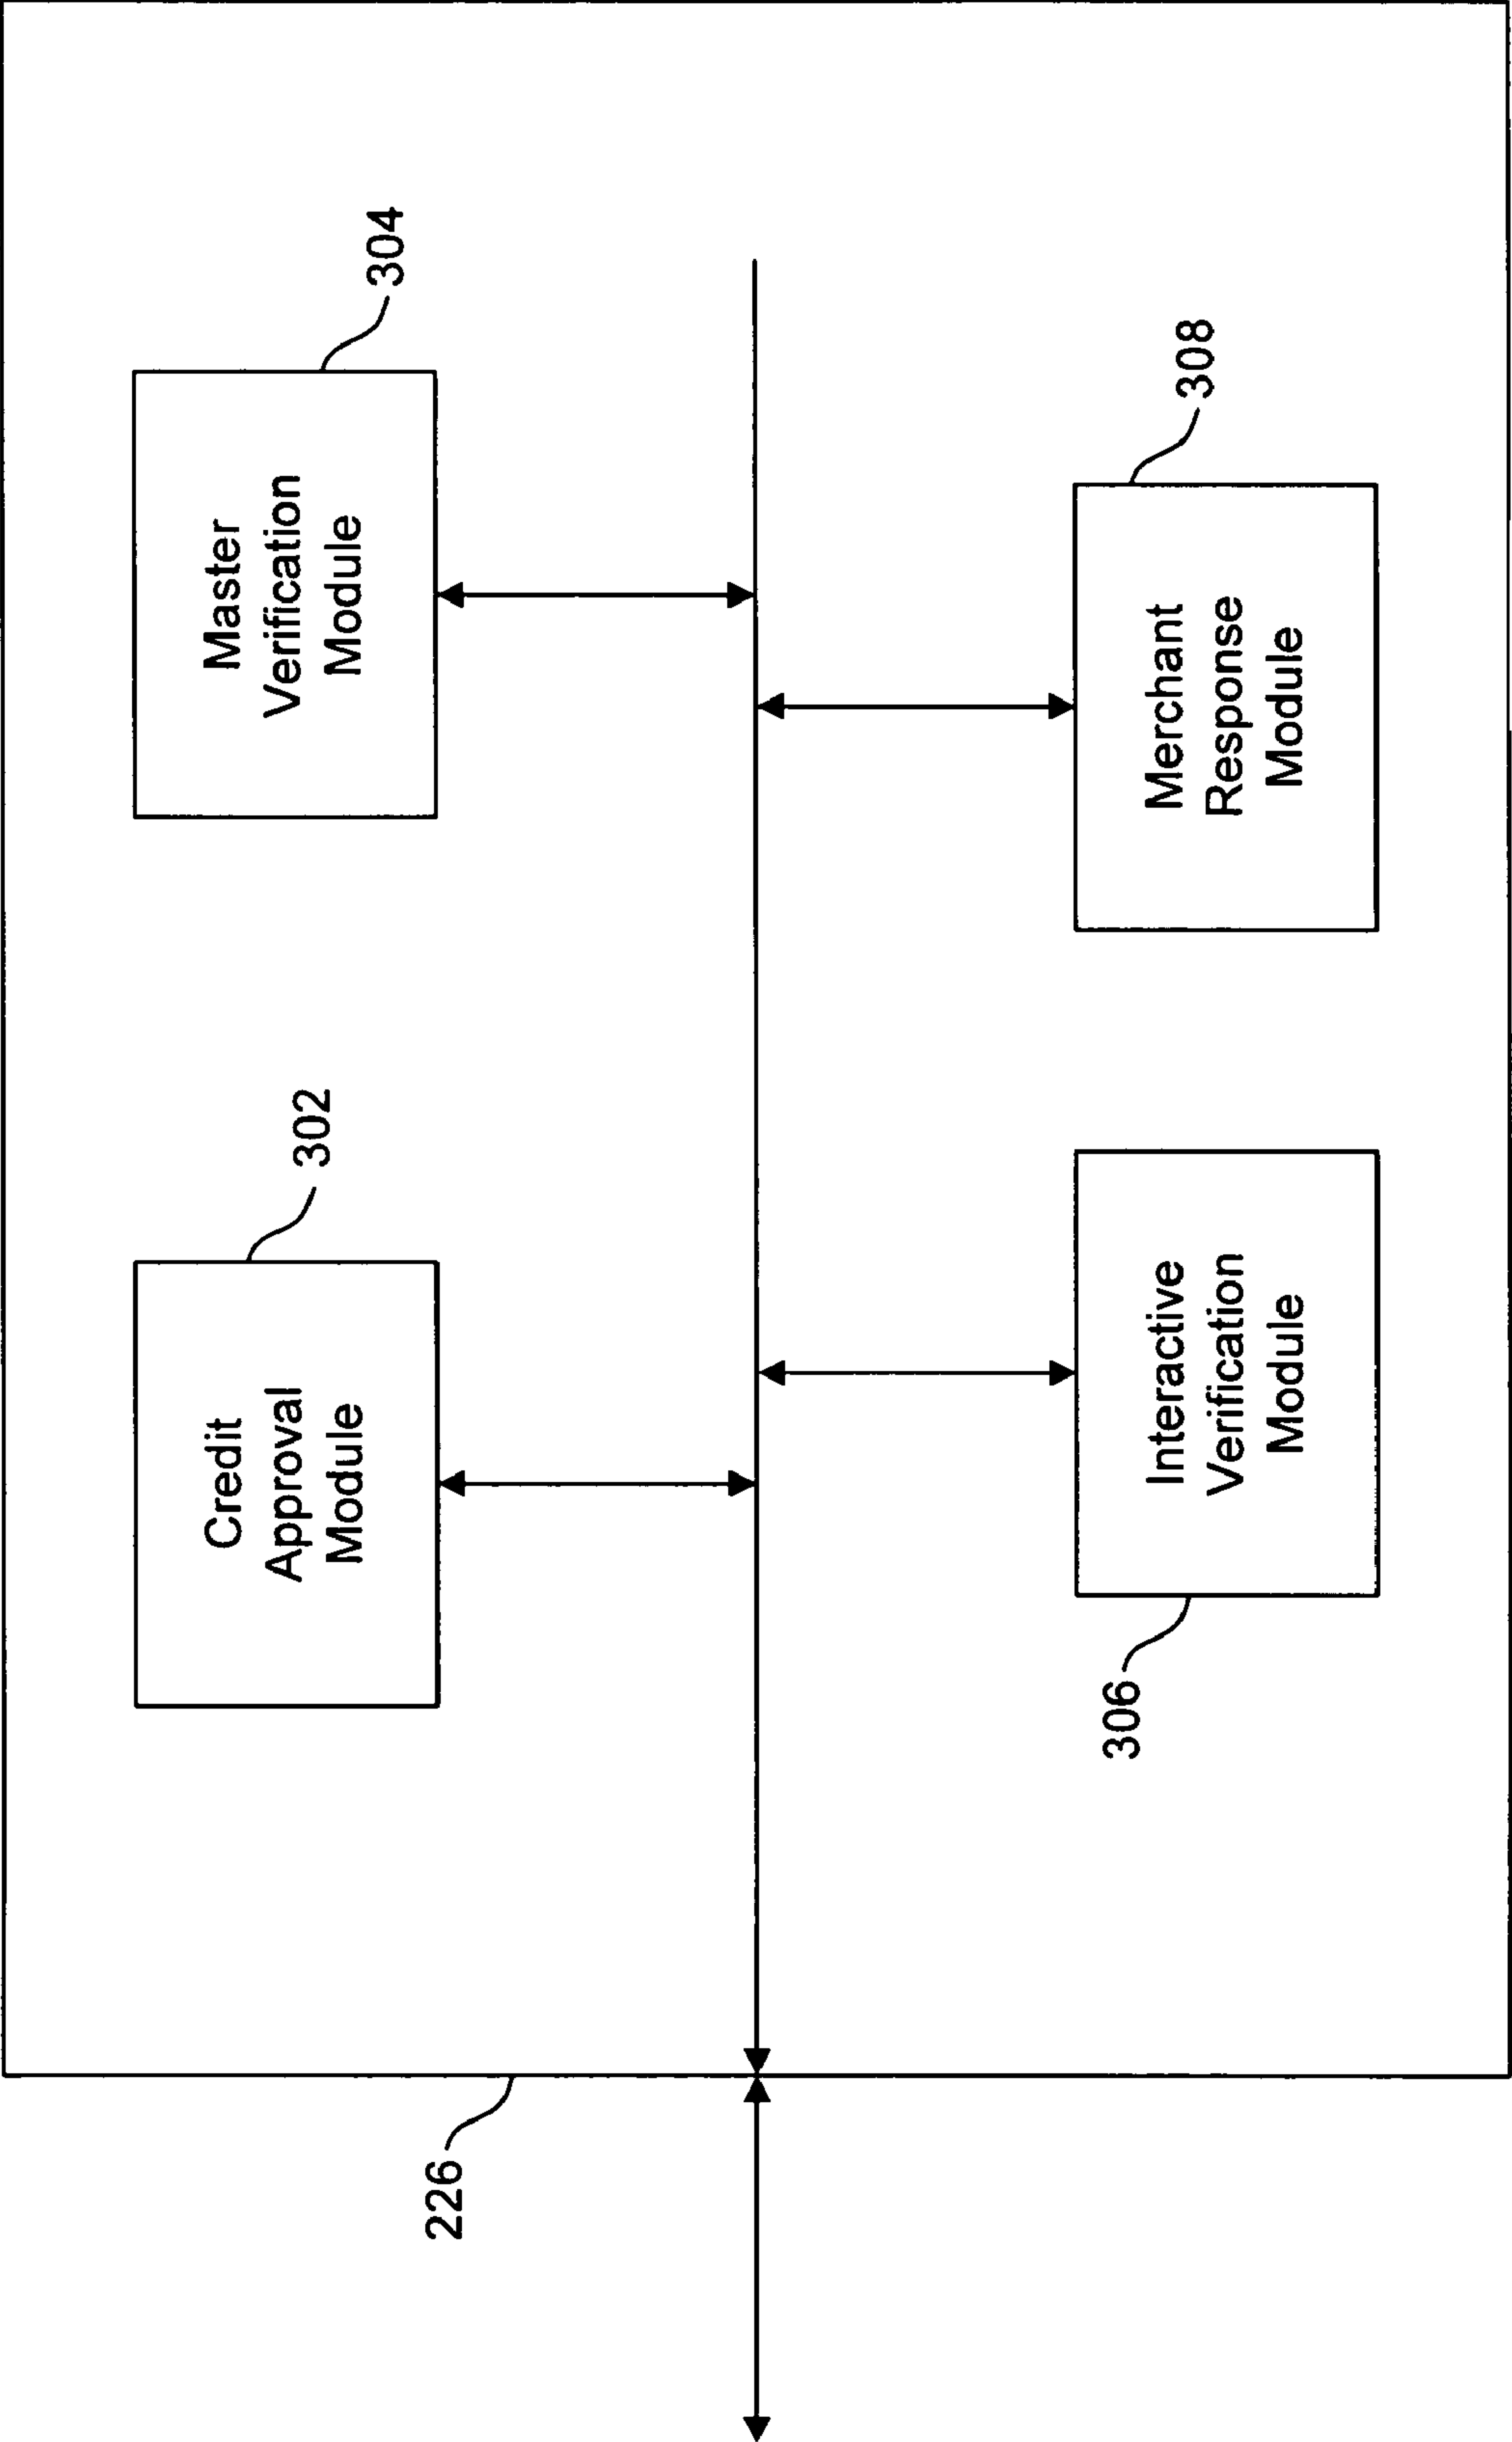 226
Credit
Approval
Module
302
Master
Verification
Module
304
306
Interactive
Verification
Module
Merchant
Response
Module
308